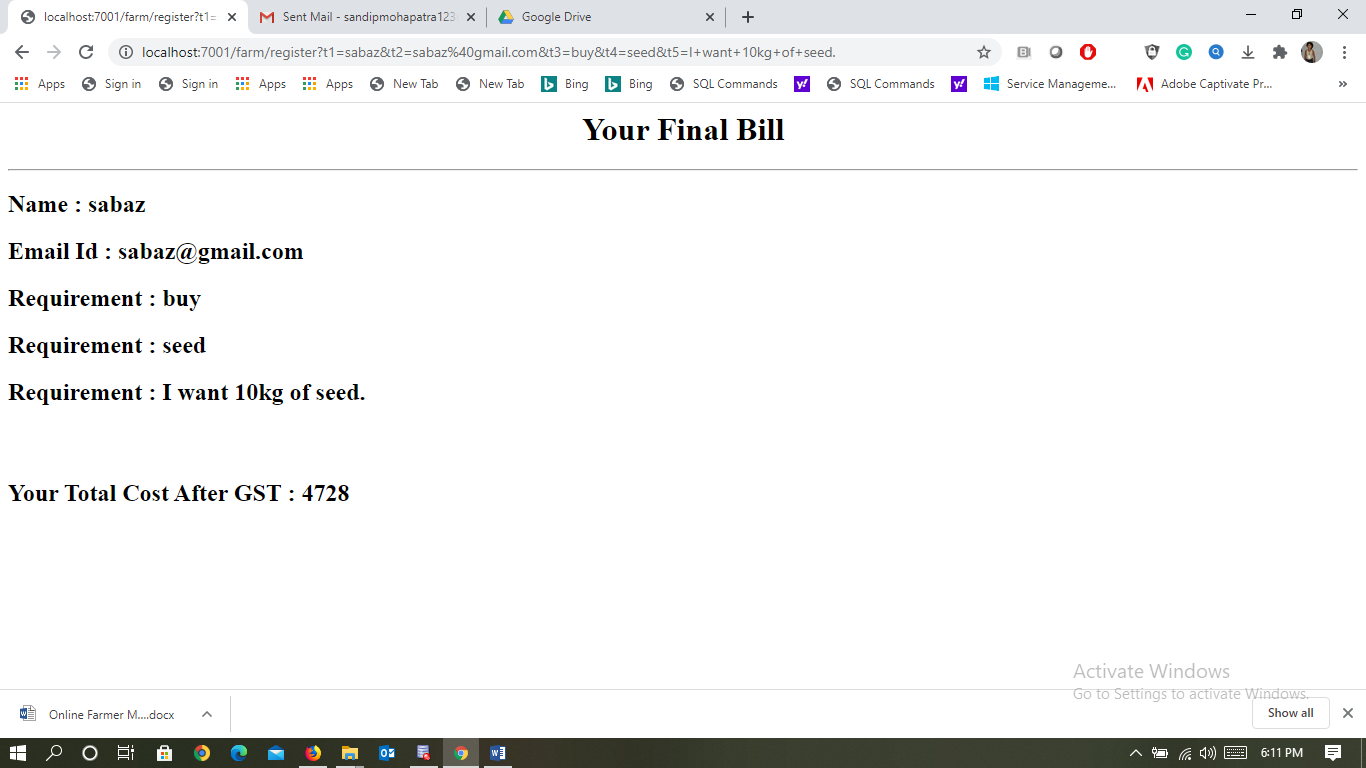 localhost:7001/farm/register?t1=
Sent Mail - sandipmohapatra123
Google Drive
localhost:7001/farm/register?t1=sabaz&t2=sabaz%40gmail.com&t3=buy&t4=seed&t5=I+want+10kg+of+seed.
Apps Sign in Sign in Apps Apps New Tab New Tab Bing Bing SQL Commands SQL Commands Service Manageme... Adobe Captivate Pr... »
Your Final Bill
Name : sabaz
Email Id : sabaz@gmail.com
Requirement : buy
Requirement : seed
Requirement : I want 10kg of seed.
Your Total Cost After GST : 4728
Activate Windows
Go to Settings to activate Windows.
Online Farmer M....docx
Show all
6:11 PM